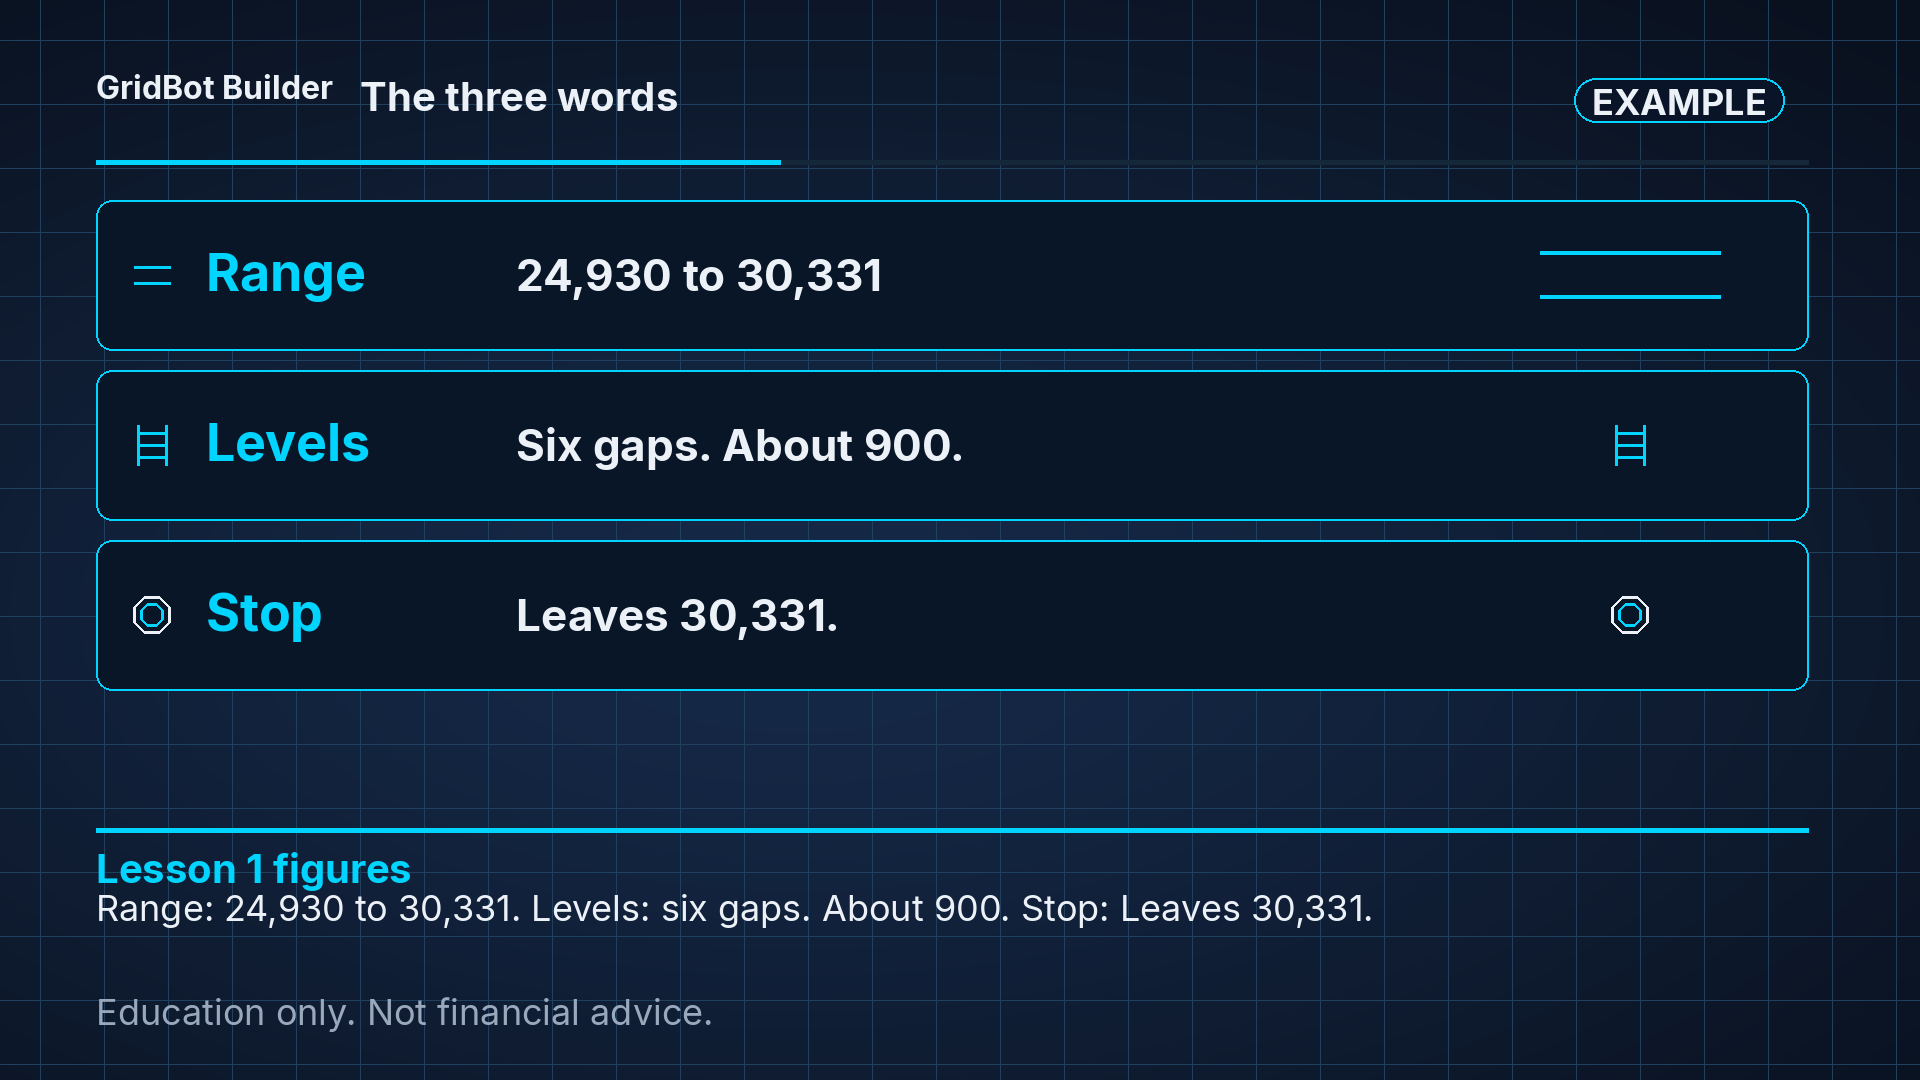 GridBot Builder The three words EXAMPLE
Range 24,930 to 30,331
Levels Six gaps. About 900.
Stop Leaves 30,331.
Lesson 1 figures
Range: 24,930 to 30,331. Levels: six gaps. About 900. Stop: Leaves 30,331.
Education only. Not financial advice.